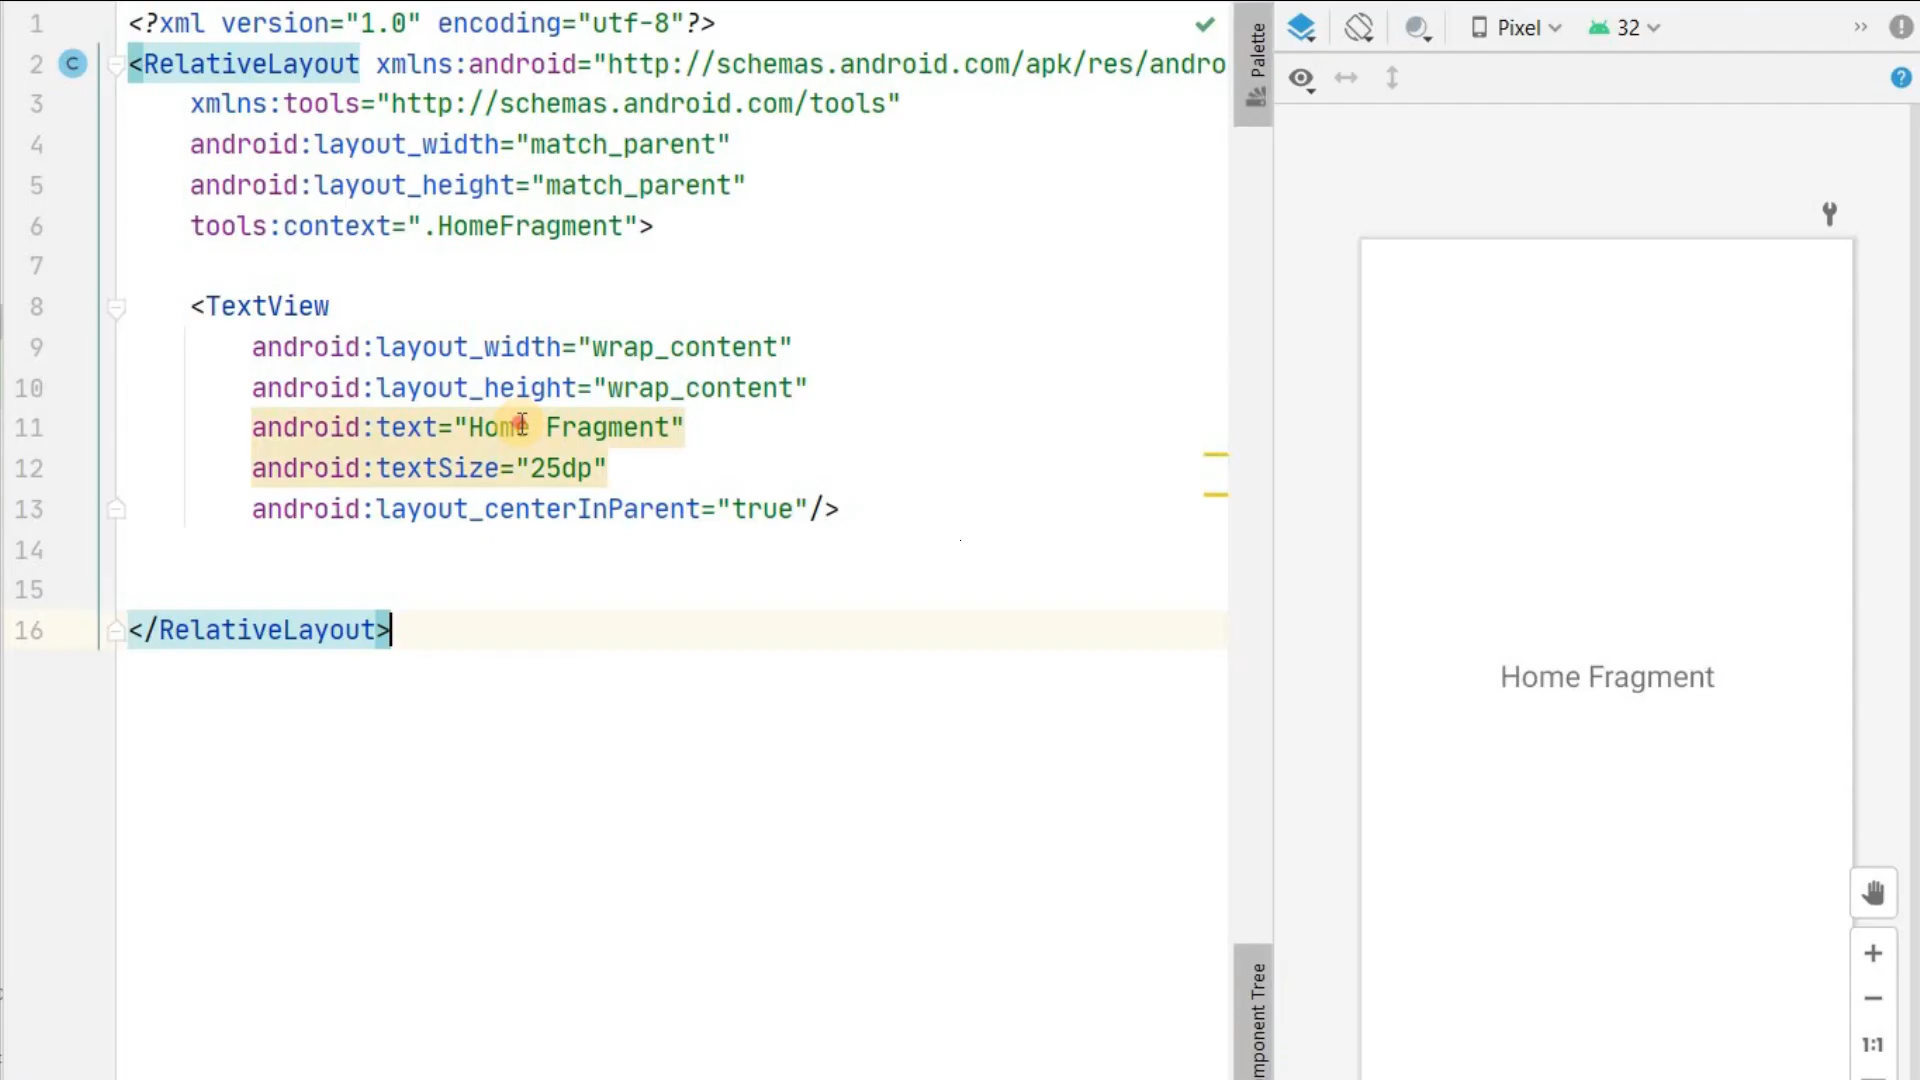 1 <?xml version="1.0" encoding="utf-8"?>
2 C <RelativeLayout xmlns:android="http://schemas.android.com/apk/res/andro
3 xmlns:tools="http://schemas.android.com/tools"
4 android:layout_width="match_parent"
5 android:layout_height="match_parent"
6 tools:context=".HomeFragment">
7
8 <TextView
9 android:layout_width="wrap_content"
10 android:layout_height="wrap_content"
11 android:text="Home Fragment"
12 android:textSize="25dp"
13 android:layout_centerInParent="true"/>
14
15
16 </RelativeLayout>
Palette
mponent Tree
Pixel 32
Home Fragment
1:1